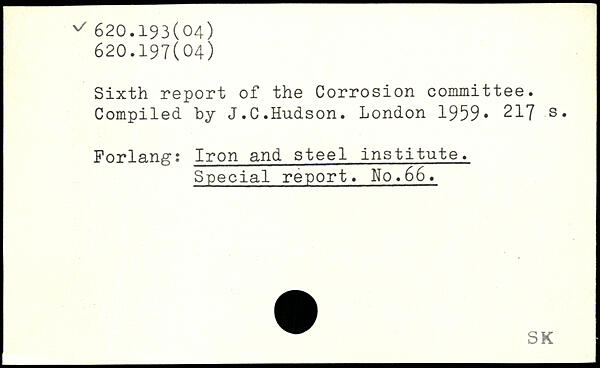 ✓ 620.193(04)
620.197(04)
Sixth report of the Corrosion committee.
Compiled by J.C.Hudson. London 1959. 217 s.
Forlang: Iron and steel institute.
Special report. No.66.
SK